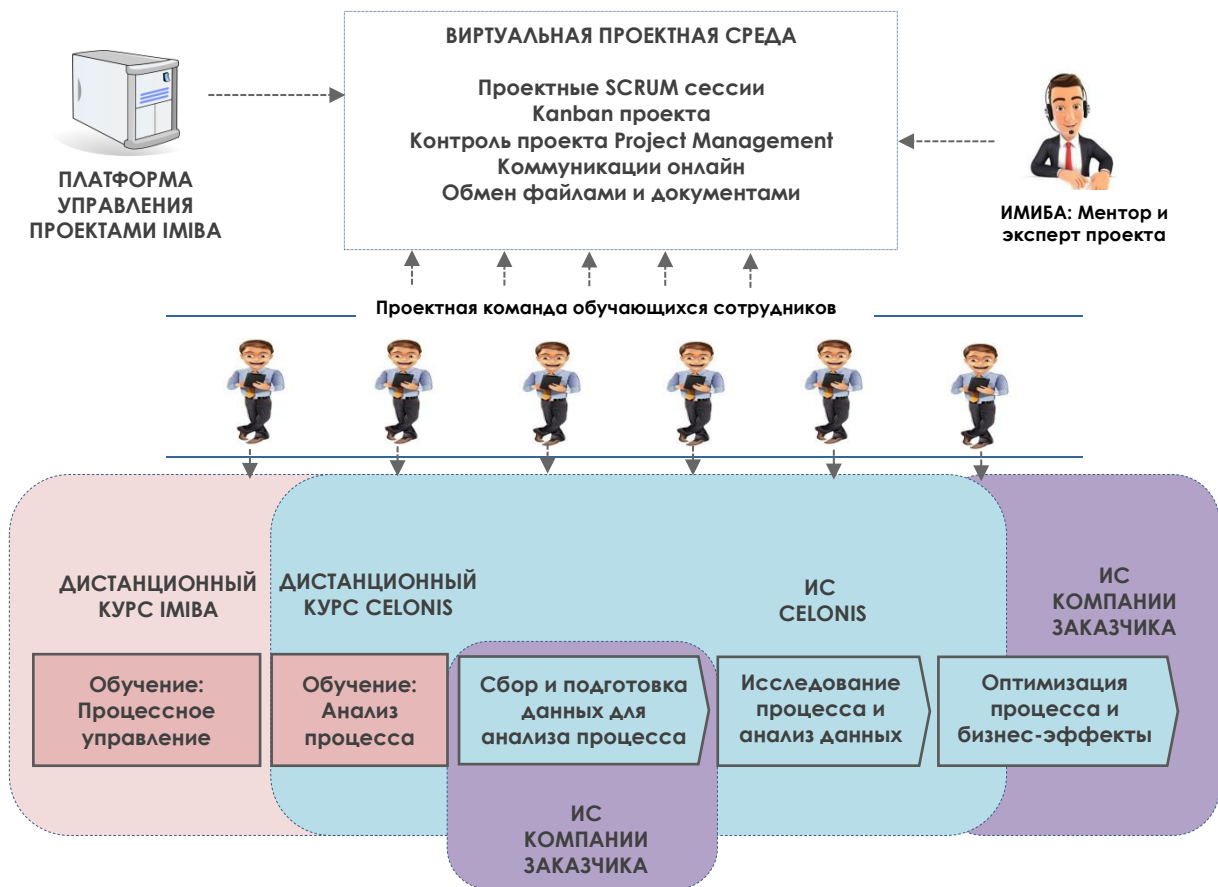 ВИРТУАЛЬНАЯ ПРОЕКТНАЯ СРЕДА
Проектные SCRUM сессии
Kanban проекта
Контроль проекта Project Management
Коммуникации онлайн
Обмен файлами и документами
ПЛАТФОРМА
УПРАВЛЕНИЯ
ПРОЕКТАМИ IMIBA
ИМИБА: Ментор и
эксперт проекта
Проектная команда обучающихся сотрудников
ДИСТАНЦИОННЫЙ
КУРС IMIBA
ДИСТАНЦИОННЫЙ
КУРС CELONIS
ИС
CELONIS
ИС
КОМПАНИИ
ЗАКАЗЧИКА
Обучение:
Процессное
управление
Обучение:
Анализ
процесса
Сбор и подготовка
данных для
анализа процесса
Исследование
процесса и
анализ данных
Оптимизация
процесса и
бизнес-эффекты
ИС
КОМПАНИИ
ЗАКАЗЧИКА